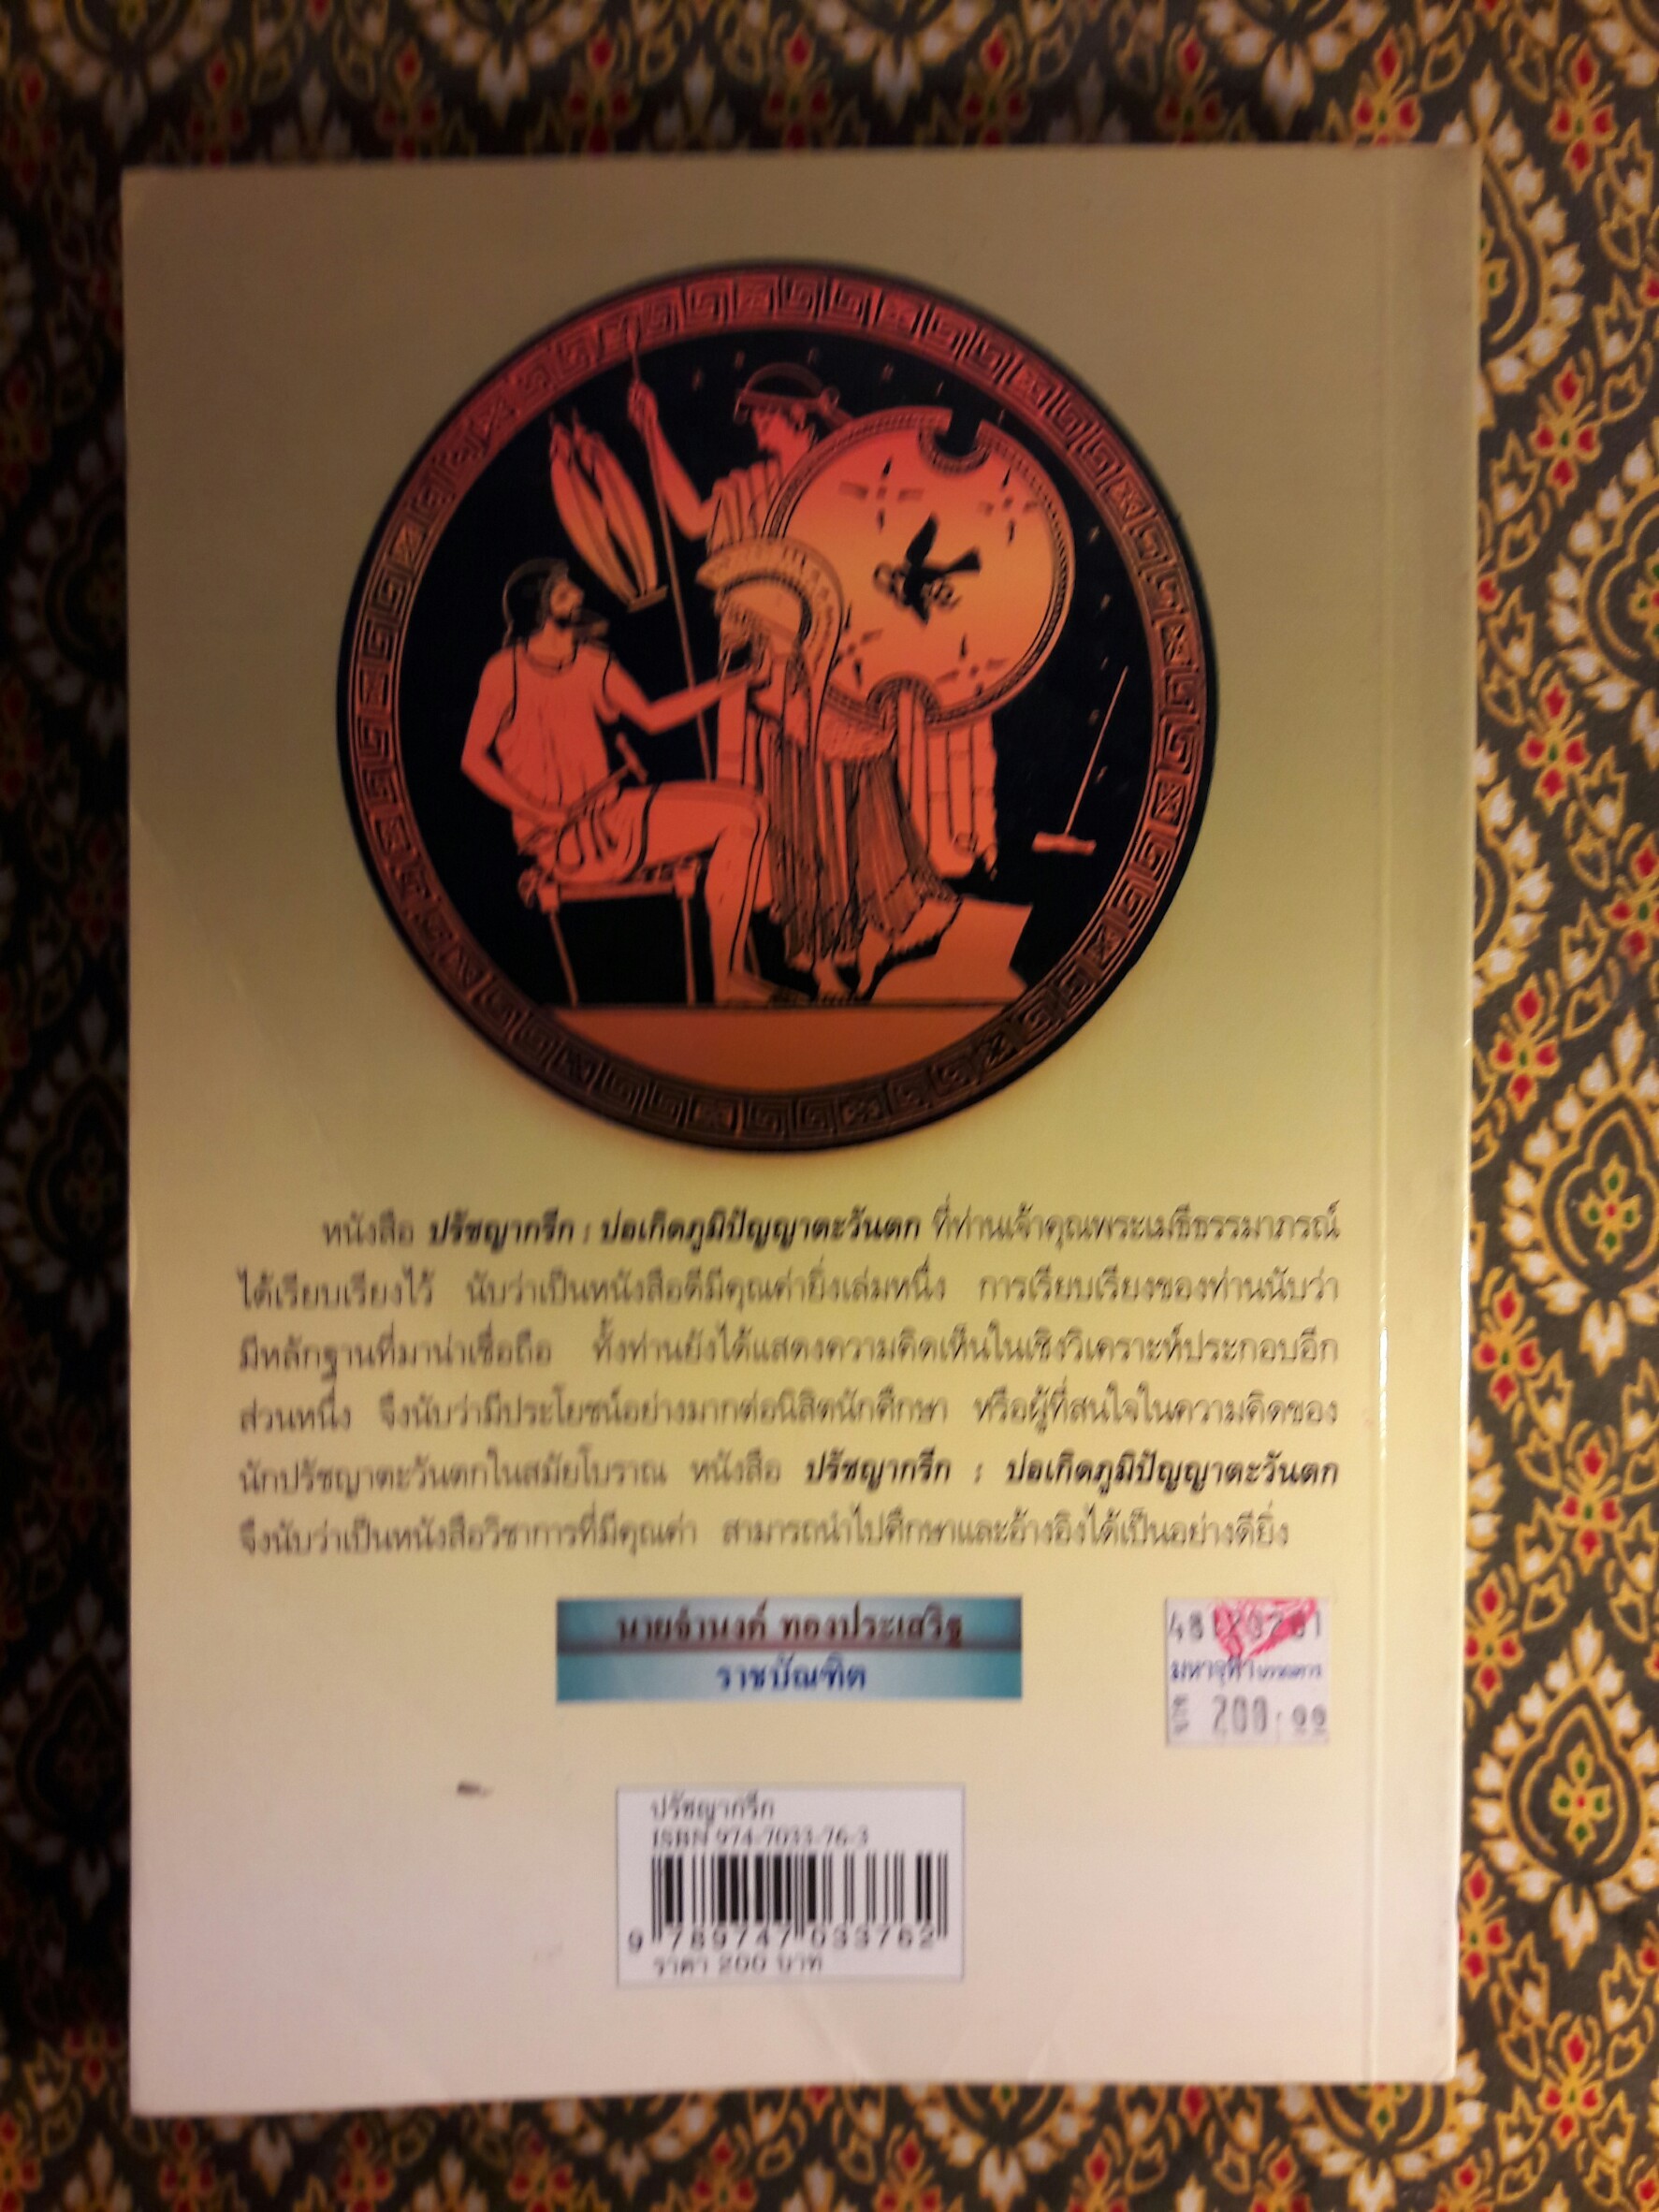 หนังสือ ปรัชญากรีก : บ่อเกิดภูมิปัญญาตะวันตก ที่ท่านเจ้าคุณพระเมธีธรรมาภรณ์
ได้เรียบเรียงไว้ นับว่าเป็นหนังสือดีมีคุณค่ายิ่งเล่มหนึ่ง การเรียบเรียงของท่านนับว่า
มีหลักฐานที่มาน่าเชื่อถือ ทั้งท่านยังได้แสดงความคิดเห็นในเชิงวิเคราะห์ประกอบอีก
ส่วนหนึ่ง จึงนับว่ามีประโยชน์อย่างมากต่อนิสิตนักศึกษา หรือผู้ที่สนใจในความคิดของ
นักปรัชญาตะวันตกในสมัยโบราณ หนังสือ ปรัชญากรีก : บ่อเกิดภูมิปัญญาตะวันตก
จึงนับว่าเป็นหนังสือวิชาการที่มีคุณค่า สามารถนำไปศึกษาและอ้างอิงได้เป็นอย่างดียิ่ง
นายจำนงค์ ทองประเสริฐ
ราชบัณฑิต
มหาจุฬาบรรณาคาร
200.00
ปรัชญากรีก
ISBN 974-7033-76-3
9 789747 033762
ราคา 200 บาท